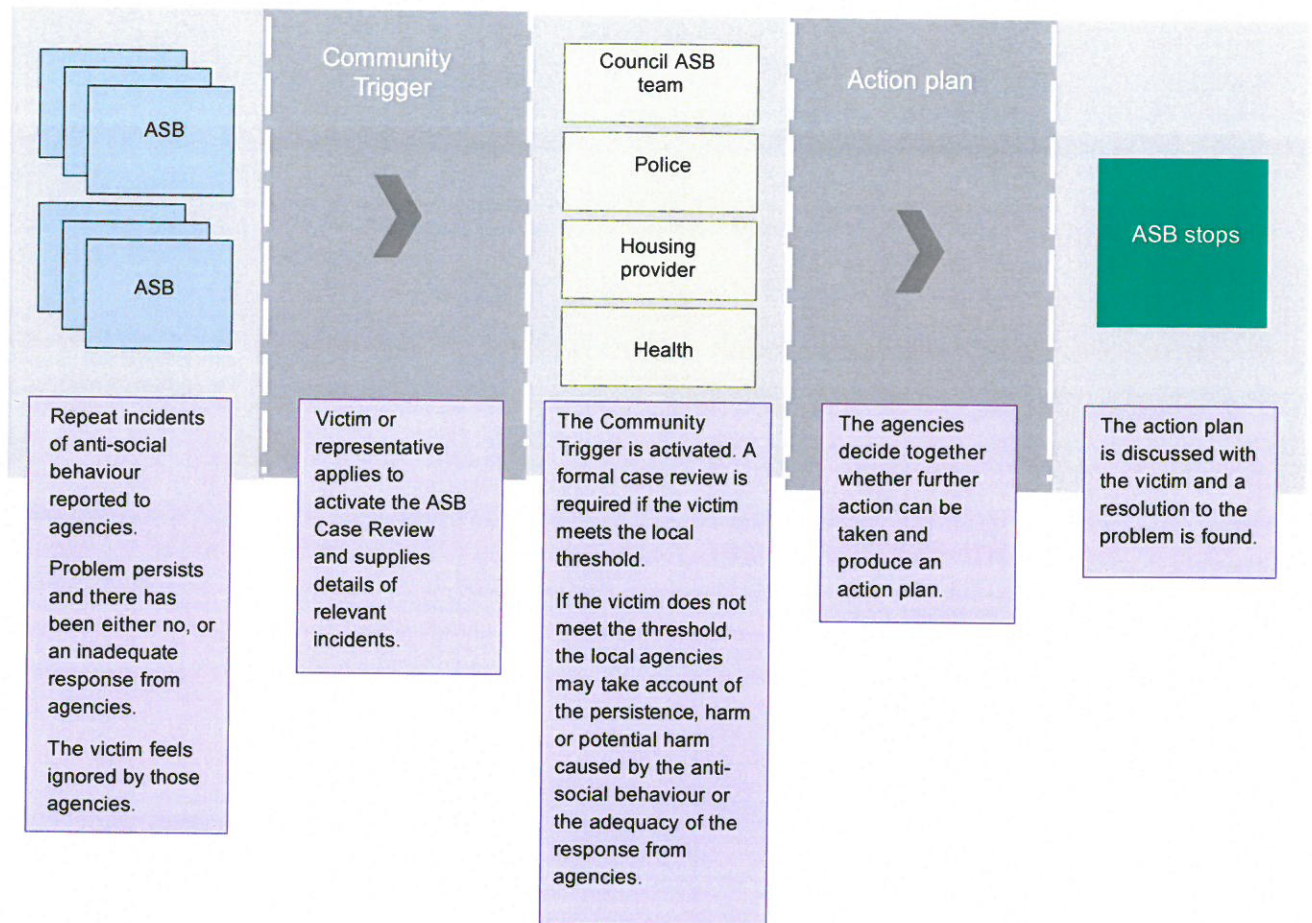 ASB
ASB
Community
Trigger
Council ASB
team
Police
Housing
provider
Health
Action plan
ASB stops
Repeat incidents
of anti-social
behaviour
reported to
agencies.
Problem persists
and there has
been either no, or
an inadequate
response from
agencies.
The victim feels
ignored by those
agencies.
Victim or
representative
applies to
activate the ASB
Case Review
and supplies
details of
relevant
incidents.
The Community
Trigger is activated. A
formal case review is
required if the victim
meets the local
threshold.
If the victim does not
meet the threshold,
the local agencies
may take account of
the persistence, harm
or potential harm
caused by the anti-
social behaviour or
the adequacy of the
response from
agencies.
The agencies
decide together
whether further
action can be
taken and
produce an
action plan.
The action plan
is discussed with
the victim and a
resolution to the
problem is found.